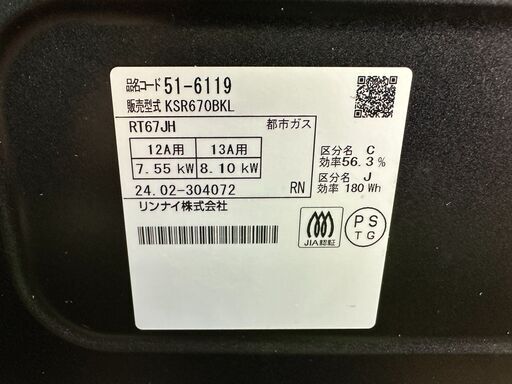 品名コード 51-6119
販売型式 KSR670BKL
RT67JH 都市ガス
12A用 13A用
7.55 kW 8.10 kW
区分名 C
効率56.3%
区分名 J
効率 180 Wh
24.02-304072 RN
リンナイ株式会社
JIA認証
PS
TG